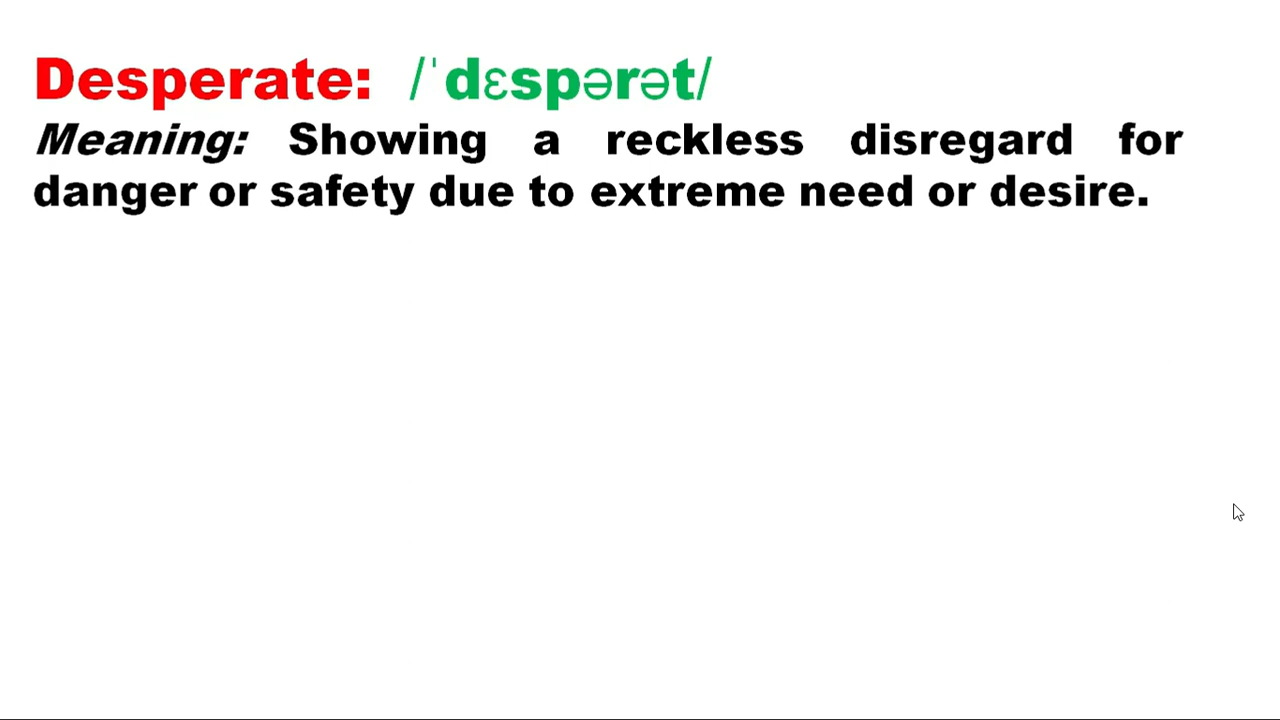 Desperate: /ˈdɛspərət/
Meaning: Showing a reckless disregard for
danger or safety due to extreme need or desire.